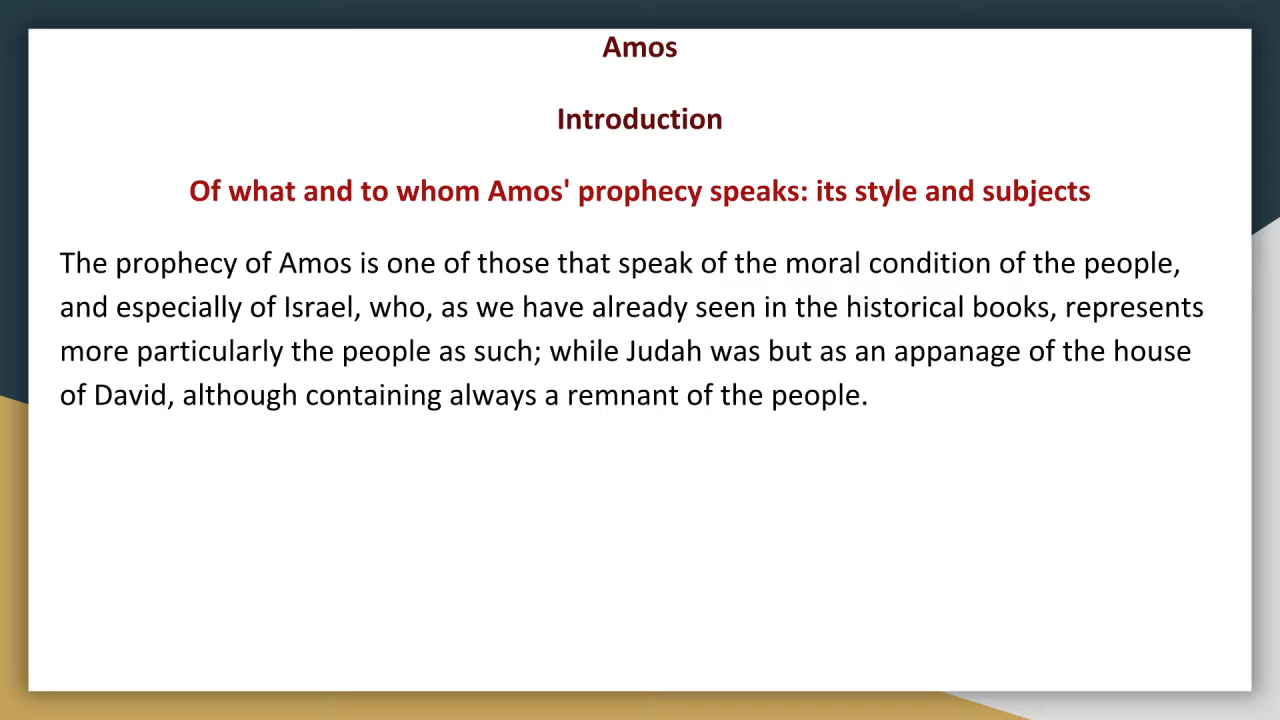 Amos
Introduction
Of what and to whom Amos' prophecy speaks: its style and subjects
The prophecy of Amos is one of those that speak of the moral condition of the people,
and especially of Israel, who, as we have already seen in the historical books, represents
more particularly the people as such; while Judah was but as an appanage of the house
of David, although containing always a remnant of the people.